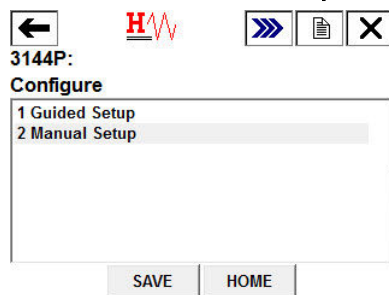 H
3144P:
Configure
1 Guided Setup
2 Manual Setup
SAVE HOME